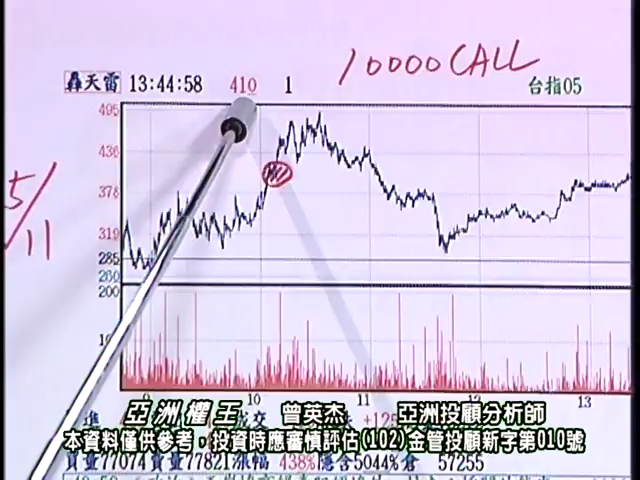 10000CALL
轟天雷 13:44:58 410 1 台指05
495
436
378
319
285
260
200
5/11
10 11 12 13
亞洲權王 曾英杰 亞洲投顧分析師
本資料僅供參考，投資時應審慎評估(102)金管投顧新字第010號
買量77074賣量77821漲幅 438%隱含5044%倉 57255